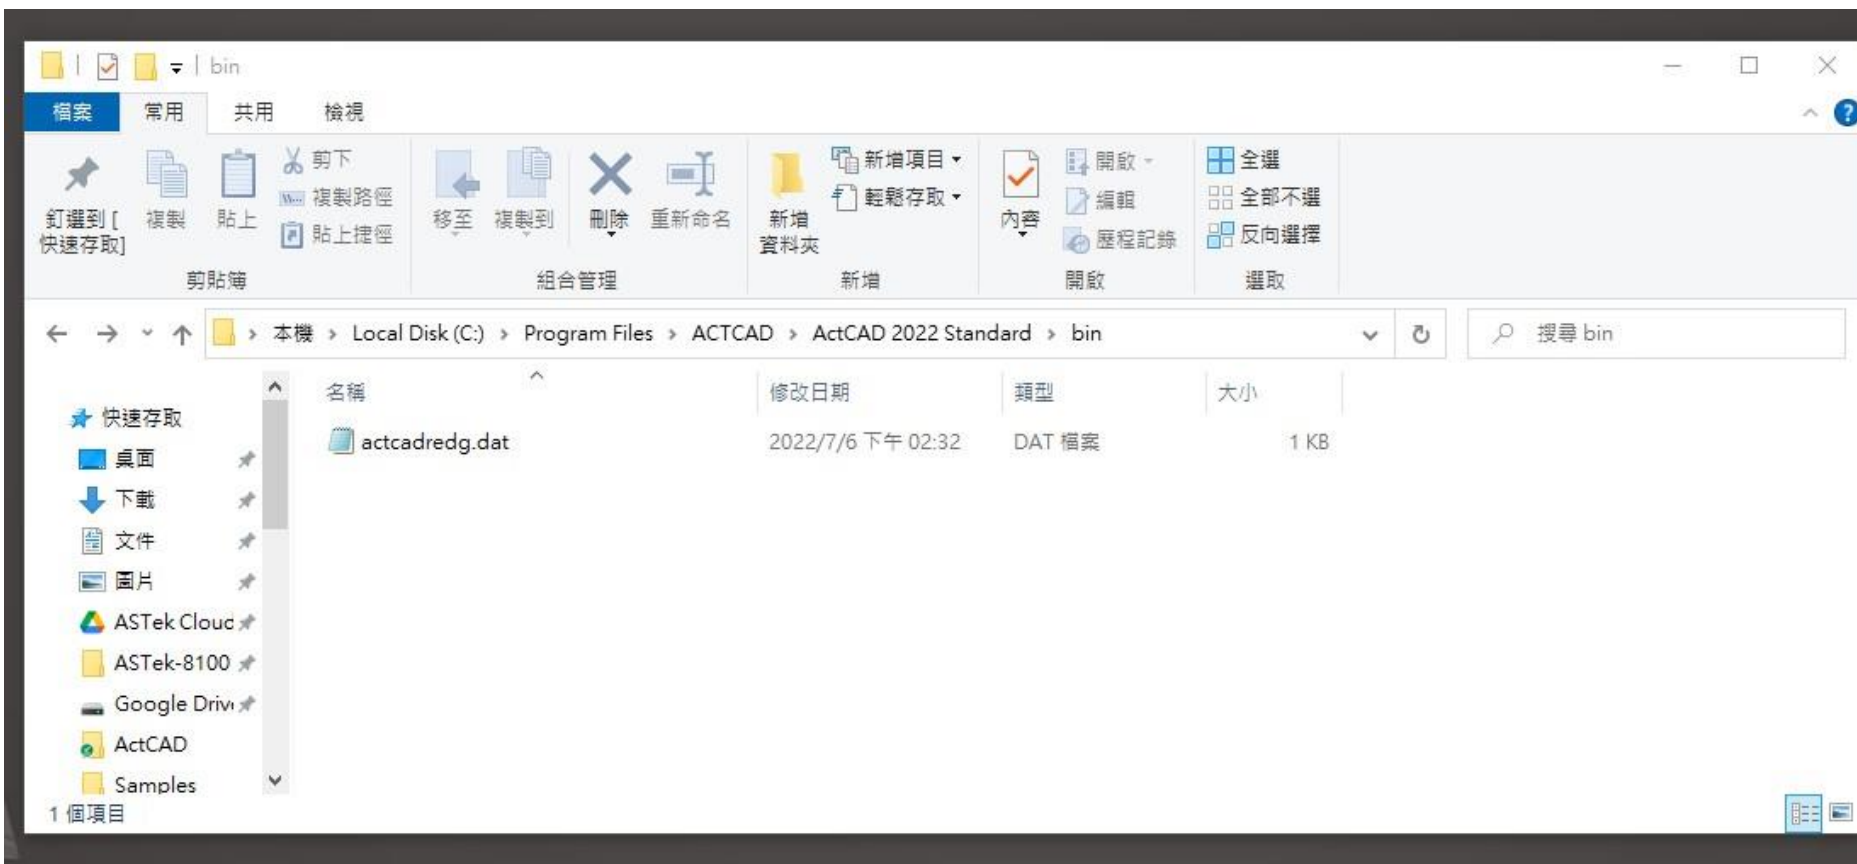 bin
檔案 常用 共用 檢視
釘選到 [
快速存取]
複製
貼上
剪下
複製路徑
貼上捷徑
剪貼簿
移至
複製到
刪除
重新命名
組合管理
新增
資料夾
新增項目
輕鬆存取
新增
內容
開啟
編輯
歷程記錄
開啟
全選
全部不選
反向選擇
選取
本機 > Local Disk (C:) > Program Files > ACTCAD > ActCAD 2022 Standard > bin
搜尋 bin
名稱 修改日期 類型 大小
actcadredg.dat 2022/7/6 下午 02:32 DAT 檔案 1 KB
快速存取
桌面
下載
文件
圖片
ASTek Cloud
ASTek-8100
Google Driv
ActCAD
Samples
1 個項目